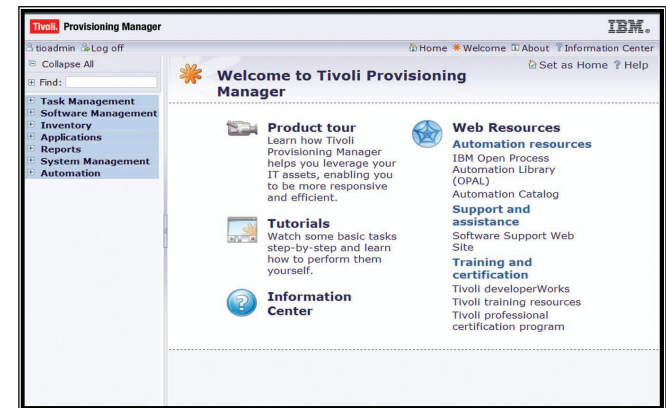 Tivoli. Provisioning Manager
IBM.
tioadmin Log off
Home Welcome About Information Center
Collapse All
Set as Home Help
Find:
Task Management
Software Management
Inventory
Applications
Reports
System Management
Automation
Welcome to Tivoli Provisioning
Manager
Product tour
Learn how Tivoli
Provisioning Manager
helps you leverage your
IT assets, enabling you
to be more responsive
and efficient.
Tutorials
Watch some basic tasks
step-by-step and learn
how to perform them
yourself.
Information
Center
Web Resources
Automation resources
IBM Open Process
Automation Library
(OPAL)
Automation Catalog
Support and
assistance
Software Support Web
Site
Training and
certification
Tivoli developerWorks
Tivoli training resources
Tivoli professional
certification program